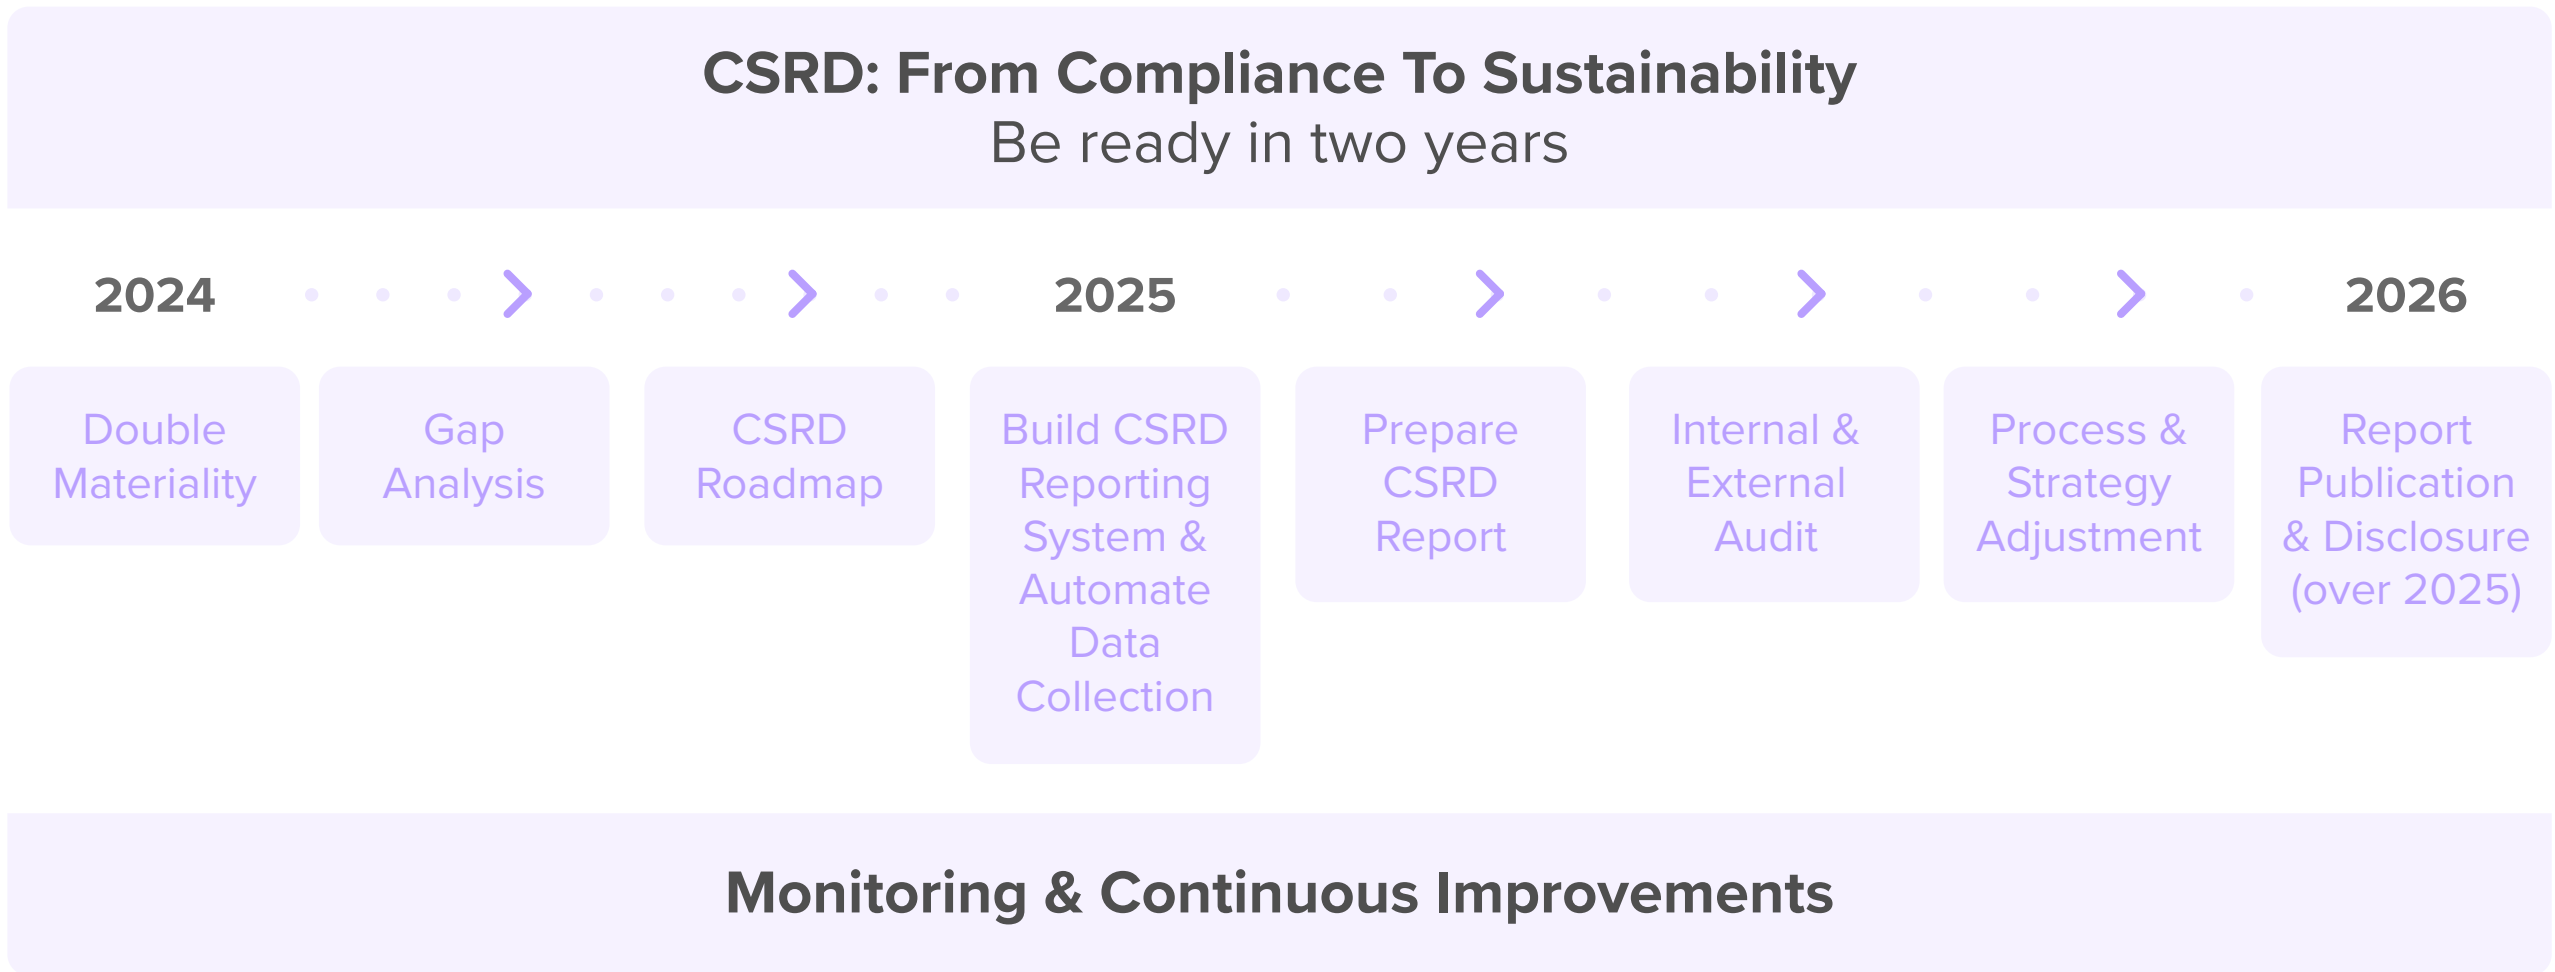 CSRD: From Compliance To Sustainability
Be ready in two years
2024
2025
2026
Double
Materiality
Gap
Analysis
CSRD
Roadmap
Build CSRD
Reporting
System &
Automate
Data
Collection
Prepare
CSRD
Report
Internal &
External
Audit
Process &
Strategy
Adjustment
Report
Publication
& Disclosure
(over 2025)
Monitoring & Continuous Improvements